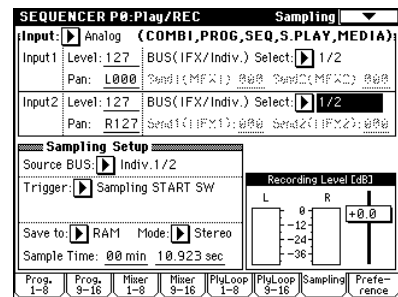 SEQUENCER P0:Play/REC Sampling
Input: Analog (COMBI,PROG,SEQ,S.PLAY,MEDIA)
Input1 Level: 127 BUS(IFX/Indiv.) Select: 1/2
Pan: L000 Send1(MFX1) 000 Send2(MFX2) 000
Input2 Level: 127 BUS(IFX/Indiv.) Select: 1/2
Pan: R127 Send1(MFX1): 000 Send2(MFX2): 000
Sampling Setup
Source BUS: Indiv.1/2
Trigger: Sampling START SW
Recording Level [dB]
L R
0
+0.0
-12
-24
-36
Save to: RAM Mode: Stereo
Sample Time: 00 min 10.923 sec
Prog. 1-8 Prog. 9-16 Mixer 1-8 Mixer 9-16 PlyLoop 1-8 PlyLoop 9-16 Sampling Prefe-rence